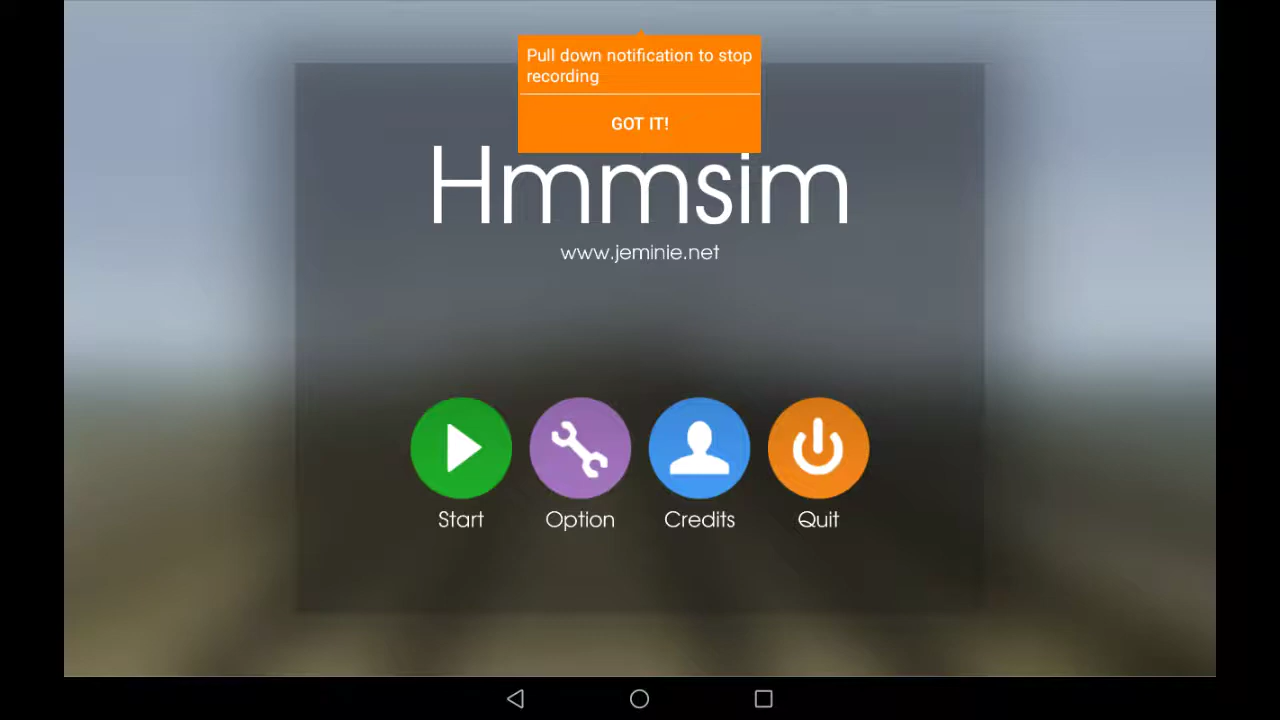 Pull down notification to stop
recording
GOT IT!
Hmmsim
www.jeminie.net
Start
Option
Credits
Quit